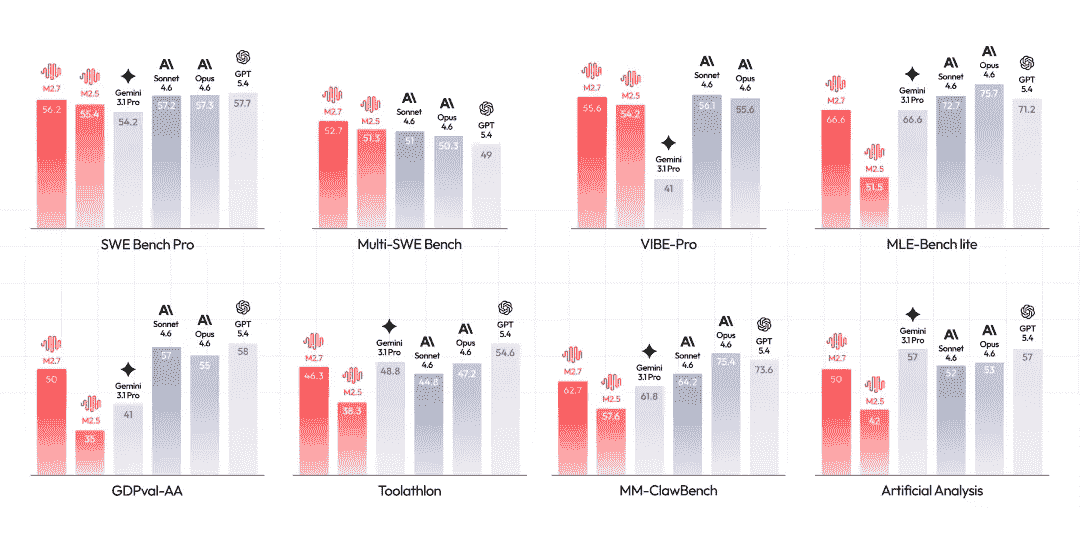 M2.7
56.2
M2.5
55.4
Gemini
3.1 Pro
54.2
Sonnet
4.6
57.2
Opus
4.6
57.3
GPT
5.4
57.7
SWE Bench Pro
M2.7
52.7
M2.5
51.3
Sonnet
4.6
51
Opus
4.6
50.3
GPT
5.4
49
Multi-SWE Bench
M2.7
55.6
M2.5
54.2
Gemini
3.1 Pro
41
Sonnet
4.6
56.1
Opus
4.6
55.6
VIBE-Pro
M2.7
66.6
M2.5
51.5
Gemini
3.1 Pro
66.6
Sonnet
4.6
72.7
Opus
4.6
75.7
GPT
5.4
71.2
MLE-Bench lite
M2.7
50
M2.5
35
Gemini
3.1 Pro
41
Sonnet
4.6
57
Opus
4.6
55
GPT
5.4
58
GDPval-AA
M2.7
46.3
M2.5
38.3
Gemini
3.1 Pro
48.8
Sonnet
4.6
44.8
Opus
4.6
47.2
GPT
5.4
54.6
Toolathlon
M2.7
62.7
M2.5
57.6
Gemini
3.1 Pro
61.8
Sonnet
4.6
64.2
Opus
4.6
75.4
GPT
5.4
73.6
MM-ClawBench
M2.7
50
M2.5
42
Gemini
3.1 Pro
57
Sonnet
4.6
52
Opus
4.6
53
GPT
5.4
57
Artificial Analysis